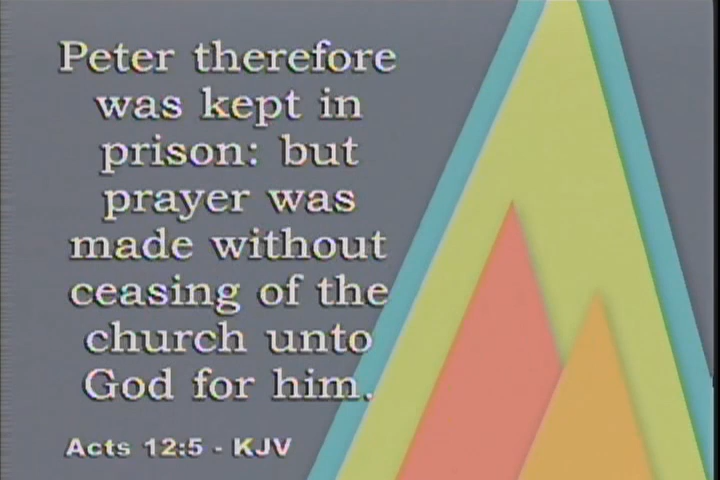 Peter therefore
was kept in
prison: but
prayer was
made without
ceasing of the
church unto
God for him.
Acts 12:5 - KJV